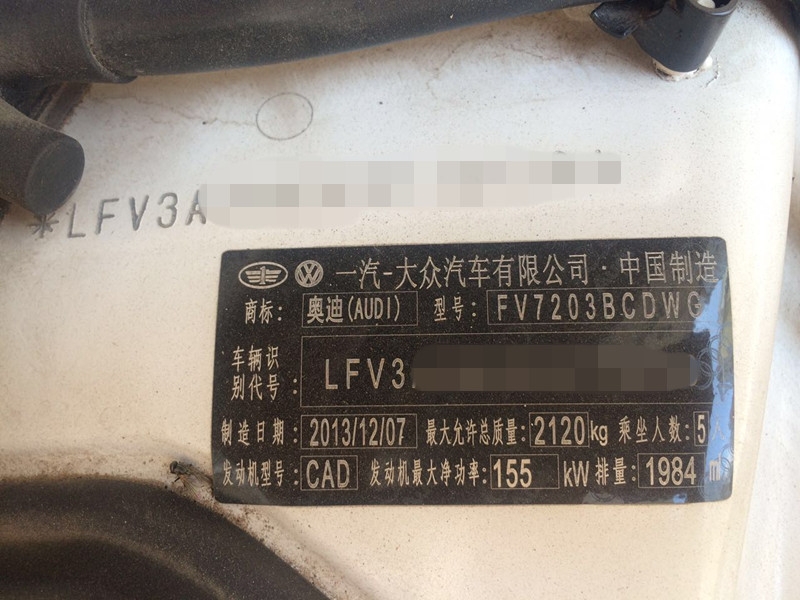 *LFV3A
一汽-大众汽车有限公司·中国制造
商标: 奥迪(AUDI) 型号: FV7203BCDWG
车辆识别代号: LFV3
制造日期: 2013/12/07 最大允许总质量: 2120kg 乘坐人数: 5人
发动机型号: CAD 发动机最大净功率: 155 kW 排量: 1984 m